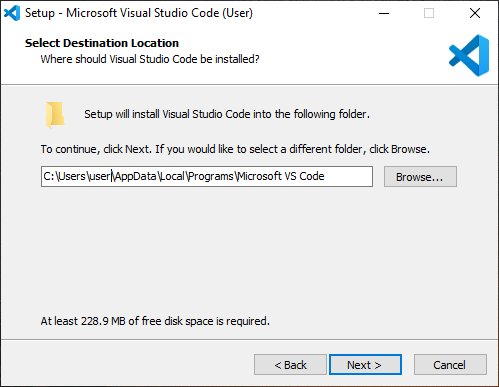 Setup - Microsoft Visual Studio Code (User)
Select Destination Location
Where should Visual Studio Code be installed?
Setup will install Visual Studio Code into the following folder.
To continue, click Next. If you would like to select a different folder, click Browse.
C:\Users\user\AppData\Local\Programs\Microsoft VS Code
Browse...
At least 228.9 MB of free disk space is required.
< Back
Next >
Cancel